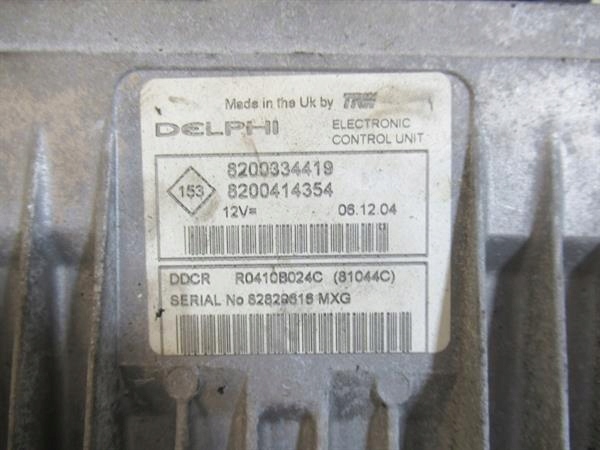 Made in the Uk by TRW
DELPHI
ELECTRONIC
CONTROL UNIT
153
8200334419
8200414354
12V= 06.12.04
DDCR R0410B024C (81044C)
SERIAL No 82829616 MXG